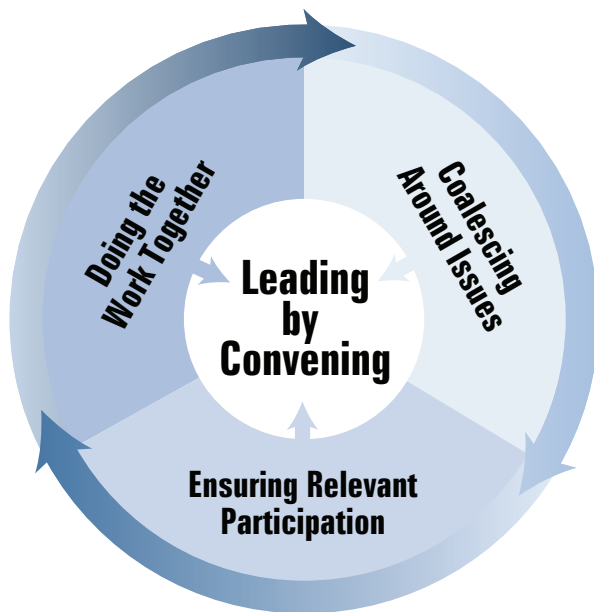 Doing the
Work Together
Coalescing
Around Issues
Leading
by
Convening
Ensuring Relevant
Participation